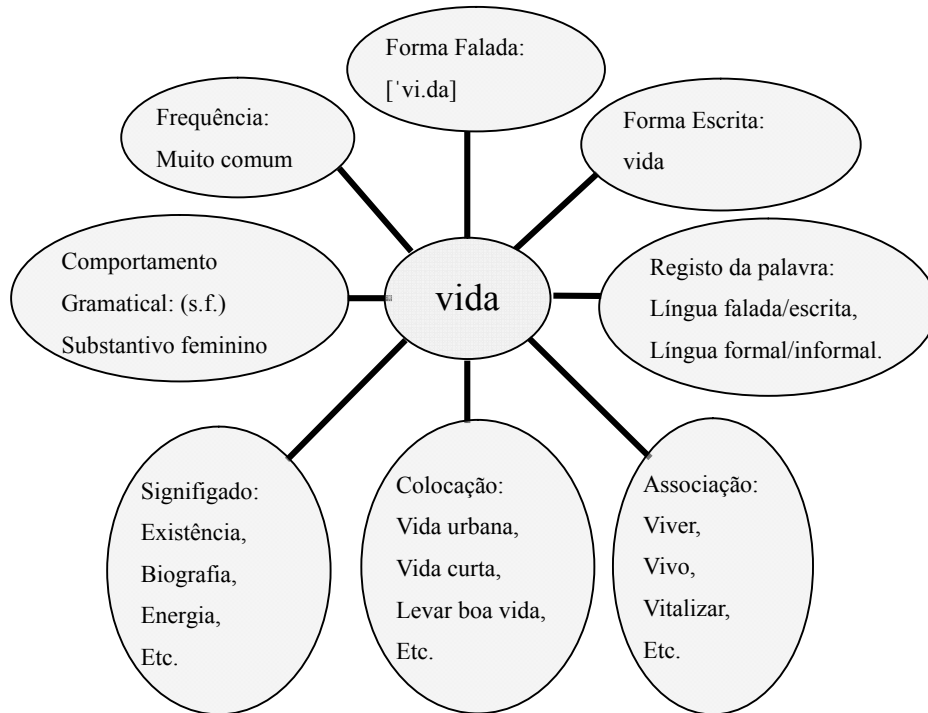 Forma Falada:
[ˈvi.da]
Frequência:
Muito comum
Forma Escrita:
vida
Comportamento
Gramatical: (s.f.)
Substantivo feminino
vida
Registo da palavra:
Língua falada/escrita,
Língua formal/informal.
Signifigado:
Existência,
Biografia,
Energia,
Etc.
Colocação:
Vida urbana,
Vida curta,
Levar boa vida,
Etc.
Associação:
Viver,
Vivo,
Vitalizar,
Etc.